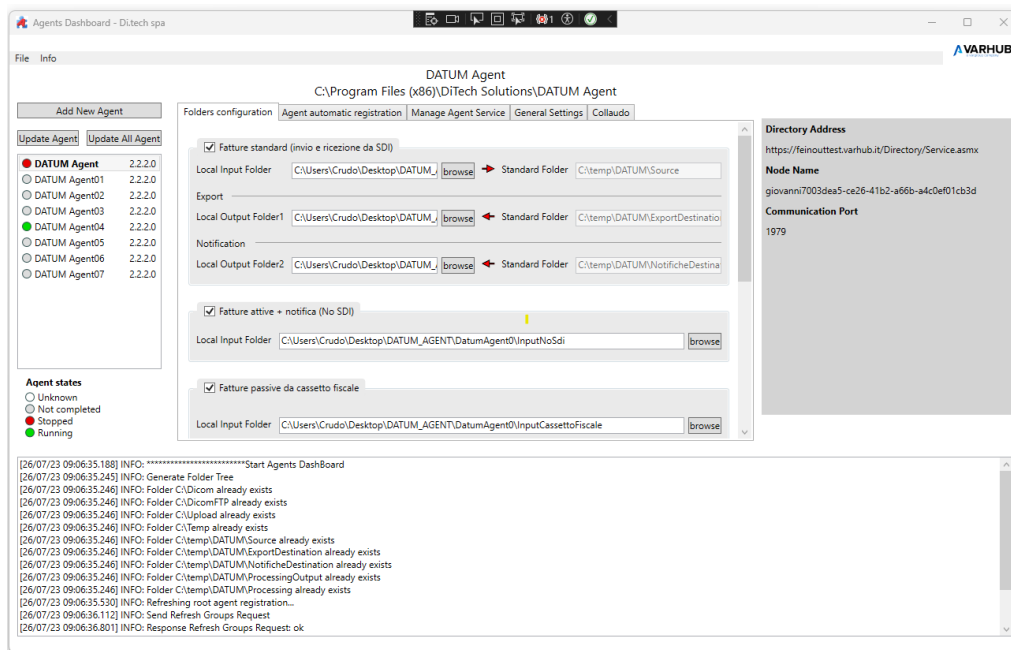 Agents Dashboard - Di.tech spa
1
File Info
VARHUB
DATUM Agent
C:\Program Files (x86)\DiTech Solutions\DATUM Agent
Add New Agent
Update Agent Update All Agent
DATUM Agent 2.2.2.0
DATUM Agent01 2.2.2.0
DATUM Agent02 2.2.2.0
DATUM Agent03 2.2.2.0
DATUM Agent04 2.2.2.0
DATUM Agent05 2.2.2.0
DATUM Agent06 2.2.2.0
DATUM Agent07 2.2.2.0
Agent states
Unknown
Not completed
Stopped
Running
Folders configuration Agent automatic registration Manage Agent Service General Settings Collaudo
Fatture standard (invio e ricezione da SDI)
Local Input Folder C:\Users\Crudo\Desktop\DATUM_ browse Standard Folder C:\temp\DATUM\Source
Export
Local Output Folder1 C:\Users\Crudo\Desktop\DATUM_ browse Standard Folder C:\temp\DATUM\ExportDestinatio
Notification
Local Output Folder2 C:\Users\Crudo\Desktop\DATUM_ browse Standard Folder C:\temp\DATUM\NotificheDestina
Fatture attive + notifica (No SDI)
Local Input Folder C:\Users\Crudo\Desktop\DATUM_AGENT\DatumAgent0\InputNoSdi browse
Fatture passive da cassetto fiscale
Local Input Folder C:\Users\Crudo\Desktop\DATUM_AGENT\DatumAgent0\InputCassettoFiscale browse
Directory Address
https://feinouttest.varhub.it/Directory/Service.asmx
Node Name
giovanni7003dea5-ce26-41b2-a66b-a4c0ef01cb3d
Communication Port
1979
[26/07/23 09:06:35.188] INFO: *************************Start Agents DashBoard
[26/07/23 09:06:35.245] INFO: Generate Folder Tree
[26/07/23 09:06:35.246] INFO: Folder C:\Dicom already exists
[26/07/23 09:06:35.246] INFO: Folder C:\DicomFTP already exists
[26/07/23 09:06:35.246] INFO: Folder C:\Upload already exists
[26/07/23 09:06:35.246] INFO: Folder C:\Temp already exists
[26/07/23 09:06:35.246] INFO: Folder C:\temp\DATUM\Source already exists
[26/07/23 09:06:35.246] INFO: Folder C:\temp\DATUM\ExportDestination already exists
[26/07/23 09:06:35.246] INFO: Folder C:\temp\DATUM\NotificheDestination already exists
[26/07/23 09:06:35.246] INFO: Folder C:\temp\DATUM\ProcessingOutput already exists
[26/07/23 09:06:35.246] INFO: Folder C:\temp\DATUM\Processing already exists
[26/07/23 09:06:35.530] INFO: Refreshing root agent registration...
[26/07/23 09:06:36.112] INFO: Send Refresh Groups Request
[26/07/23 09:06:36.801] INFO: Response Refresh Groups Request: ok